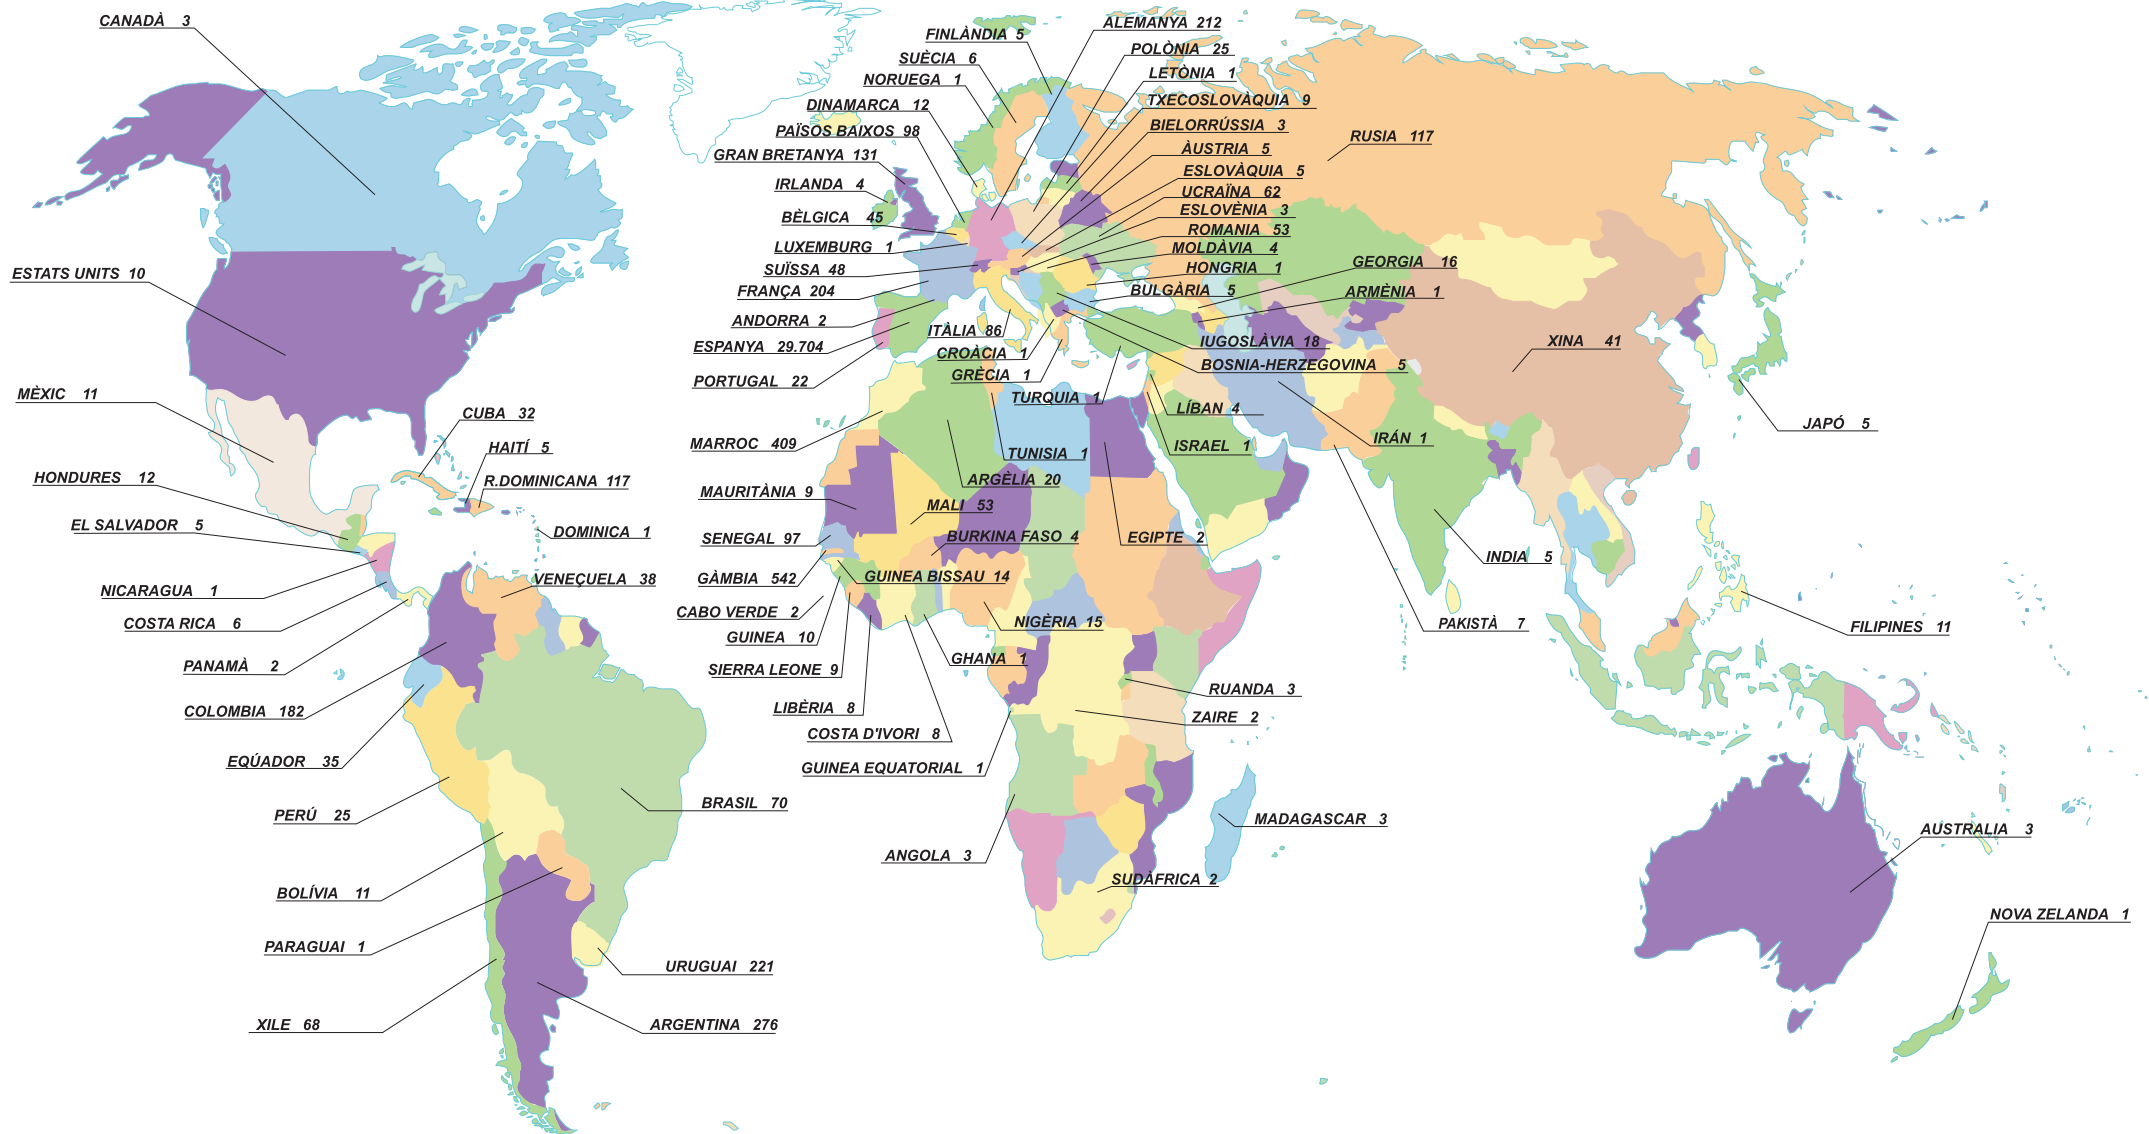 CANADÀ 3
ESTATS UNITS 10
MÈXIC 11
CUBA 32
HAITÍ 5
R.DOMINICANA 117
HONDURES 12
EL SALVADOR 5
DOMINICA 1
NICARAGUA 1
VENEÇUELA 38
COSTA RICA 6
PANAMÀ 2
COLOMBIA 182
EQÚADOR 35
PERÚ 25
BRASIL 70
BOLÍVIA 11
PARAGUAI 1
URUGUAI 221
XILE 68
ARGENTINA 276
ALEMANYA 212
FINLÀNDIA 5
POLÒNIA 25
SUÈCIA 6
LETÒNIA 1
NORUEGA 1
TXECOSLOVÀQUIA 9
DINAMARCA 12
BIELORRÚSSIA 3
PAÏSOS BAIXOS 98
RUSIA 117
GRAN BRETANYA 131
ÀUSTRIA 5
ESLOVÀQUIA 5
IRLANDA 4
UCRAÏNA 62
BÈLGICA 45
ESLOVÈNIA 3
ROMANIA 53
LUXEMBURG 1
MOLDÀVIA 4
SUÏSSA 48
HONGRIA 1
GEORGIA 16
FRANÇA 204
BULGÀRIA 5
ARMÈNIA 1
ANDORRA 2
ITÀLIA 86
IUGOSLÀVIA 18
XINA 41
ESPANYA 29.704
CROÀCIA 1
BOSNIA-HERZEGOVINA 5
GRÈCIA 1
PORTUGAL 22
TURQUIA 1
LÍBAN 4
JAPÓ 5
MARROC 409
TUNISIA 1
ISRAEL 1
IRÁN 1
ARGÈLIA 20
MAURITÀNIA 9
MALI 53
SENEGAL 97
BURKINA FASO 4
EGIPTE 2
INDIA 5
GÀMBIA 542
GUINEA BISSAU 14
CABO VERDE 2
NIGÈRIA 15
PAKISTÀ 7
FILIPINES 11
GUINEA 10
GHANA 1
SIERRA LEONE 9
RUANDA 3
LIBÈRIA 8
ZAIRE 2
COSTA D'IVORI 8
GUINEA EQUATORIAL 1
MADAGASCAR 3
AUSTRALIA 3
ANGOLA 3
SUDÀFRICA 2
NOVA ZELANDA 1